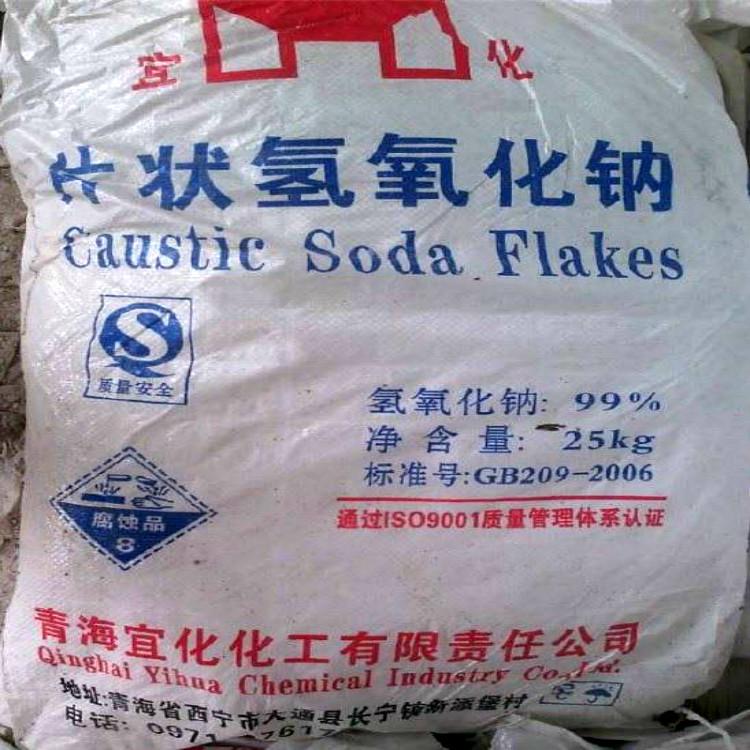 宜 化
片状氢氧化钠
Caustic Soda Flakes
质量安全
氢氧化钠: 99%
净含量: 25kg
标准号:GB209-2006
通过ISO9001质量管理体系认证
腐蚀品
8
青海宜化化工有限责任公司
Qinghai Yihua Chemical Industry Co.,Ltd.
地址:青海省西宁市大通县长宁镇新添堡村
电话: 0971